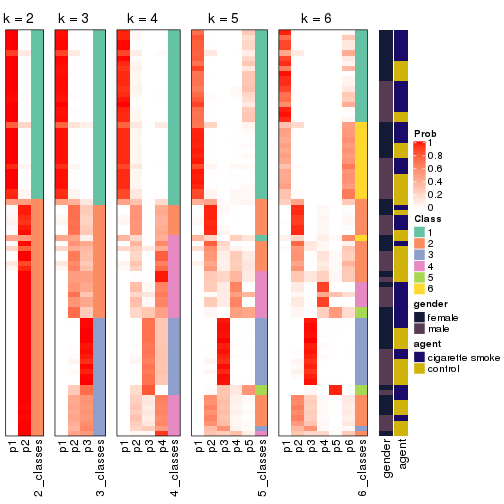 k = 2
k = 3
k = 4
k = 5
k = 6
p1
p2
2_classes
p1
p2
p3
3_classes
p1
p2
p3
p4
4_classes
p1
p2
p3
p4
p5
5_classes
p1
p2
p3
p4
p5
p6
6_classes
gender
agent
Prob
1
0.8
0.6
0.4
0.2
0
Class
1
2
3
4
5
6
gender
female
male
agent
cigarette smoke
control